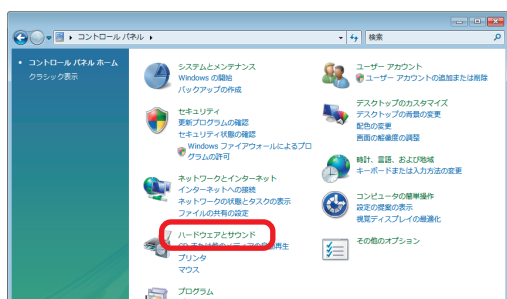 コントロール パネル
検索
コントロール パネル ホーム
クラシック表示
システムとメンテナンス
Windows の開始
バックアップの作成
セキュリティ
更新プログラムの確認
セキュリティ状態の確認
Windows ファイアウォールによるプロ
グラムの許可
ネットワークとインターネット
インターネットへの接続
ネットワークの状態とタスクの表示
ファイルの共有の設定
ハードウェアとサウンド
CD または他のメディアの自動再生
プリンタ
マウス
プログラム
ユーザー アカウント
ユーザー アカウントの追加または削除
デスクトップのカスタマイズ
デスクトップの背景の変更
配色の変更
画面の解像度の調整
時計、言語、および地域
キーボードまたは入力方法の変更
コンピュータの簡単操作
設定の提案の表示
視覚ディスプレイの最適化
その他のオプション